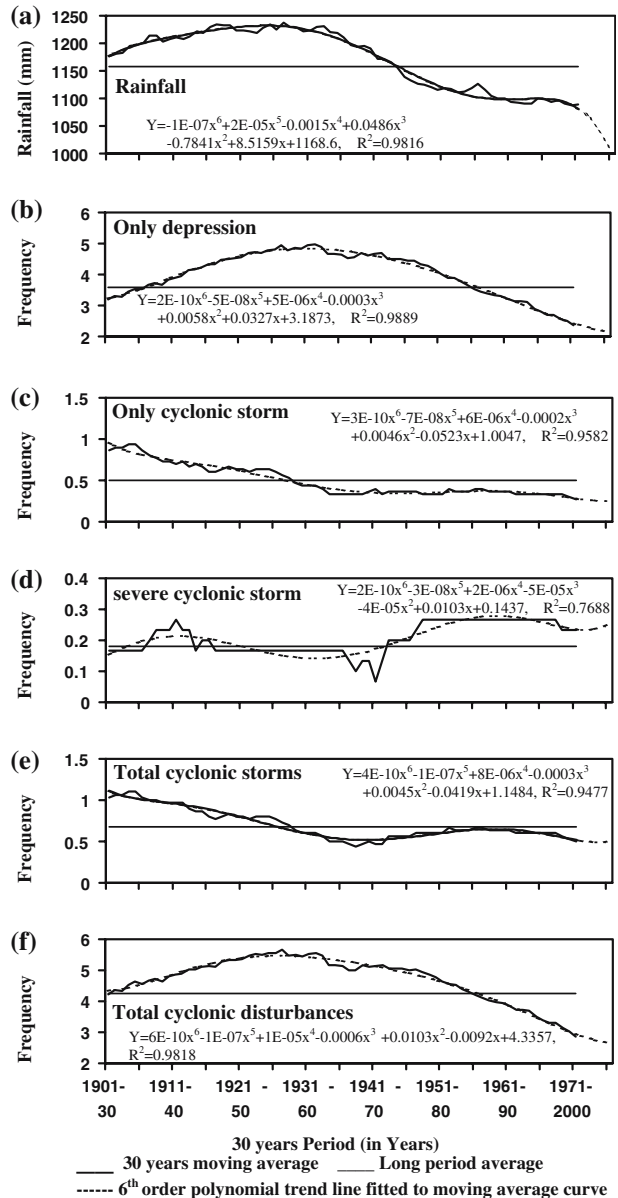 (a)
1250
1200
1150
1100
1050
1000
Rainfall (mm)
Rainfall
Y=-1E-07x⁶+2E-05x⁵-0.0015x⁴+0.0486x³
-0.7841x²+8.5159x+1168.6, R²=0.9816
(b)
6
5
4
3
2
Frequency
Only depression
Y=2E-10x⁶-5E-08x⁵+5E-06x⁴-0.0003x³
+0.0058x²+0.0327x+3.1873, R²=0.9889
(c)
1.5
1
0.5
0
Frequency
Only cyclonic storm
Y=3E-10x⁶-7E-08x⁵+6E-06x⁴-0.0002x³
+0.0046x²-0.0523x+1.0047, R²=0.9582
(d)
0.4
0.3
0.2
0.1
0
Frequency
severe cyclonic storm
Y=2E-10x⁶-3E-08x⁵+2E-06x⁴-5E-05x³
-4E-05x²+0.0103x+0.1437, R²=0.7688
(e)
1.5
1
0.5
0
Frequency
Total cyclonic storms
Y=4E-10x⁶-1E-07x⁵+8E-06x⁴-0.0003x³
+0.0045x²-0.0419x+1.1484, R²=0.9477
(f)
6
5
4
3
2
Frequency
Total cyclonic disturbances
Y=6E-10x⁶-1E-07x⁵+1E-05x⁴-0.0006x³ +0.0103x²-0.0092x+4.3357,
R²=0.9818
1901- 1911- 1921 - 1931 - 1941 - 1951- 1961- 1971-
30 40 50 60 70 80 90 2000
30 years Period (in Years)
30 years moving average Long period average
6th order polynomial trend line fitted to moving average curve